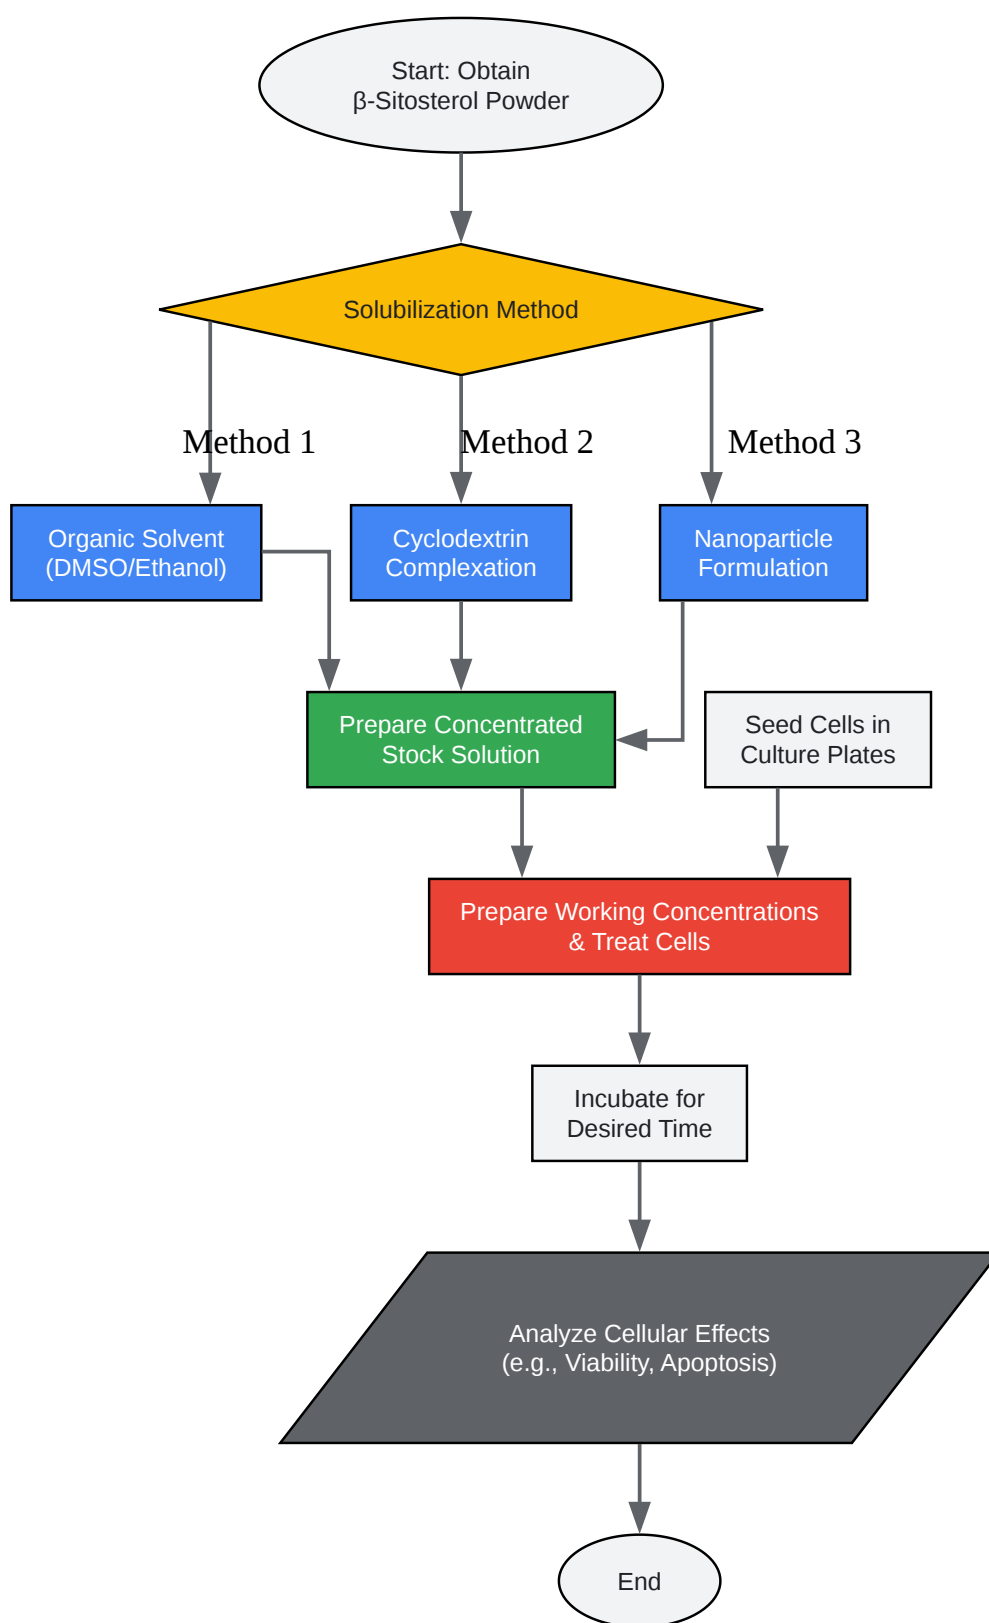 Start: Obtain
β-Sitosterol Powder
Solubilization Method
Method 1
Method 2
Method 3
Organic Solvent
(DMSO/Ethanol)
Cyclodextrin
Complexation
Nanoparticle
Formulation
Prepare Concentrated
Stock Solution
Seed Cells in
Culture Plates
Prepare Working Concentrations
& Treat Cells
Incubate for
Desired Time
Analyze Cellular Effects
(e.g., Viability, Apoptosis)
End